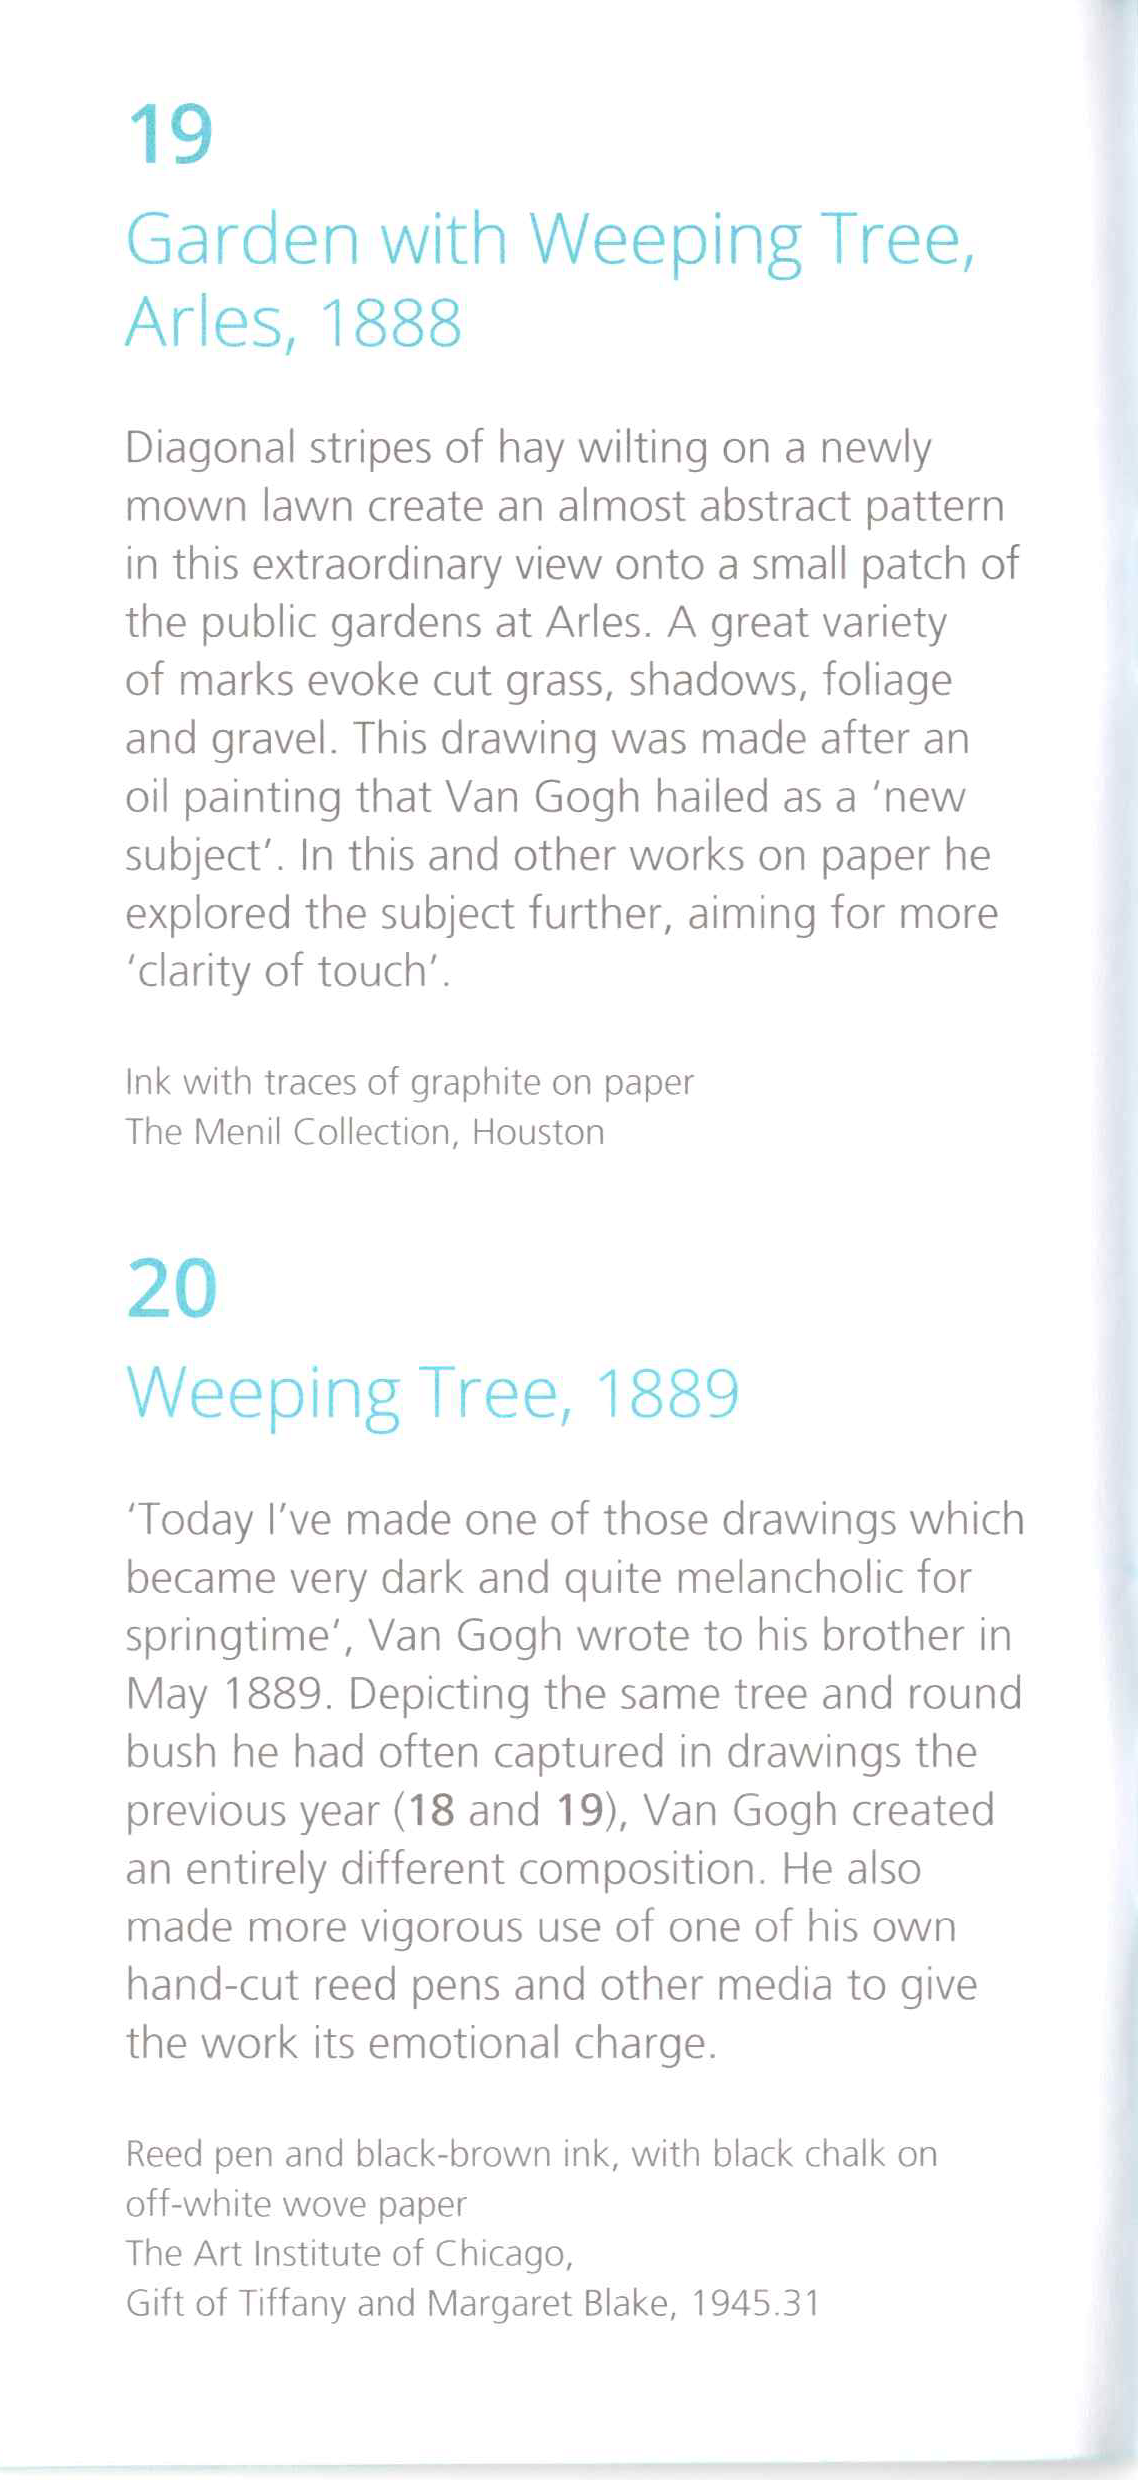 19
Garden with Weeping Tree,
Arles, 1888
Diagonal stripes of hay wilting on a newly
mown lawn create an almost abstract pattern
in this extraordinary view onto a small patch of
the public gardens at Arles. A great variety
of marks evoke cut grass, shadows, foliage
and gravel. This drawing was made after an
oil painting that Van Gogh hailed as a ‘new
subject’. In this and other works on paper he
explored the subject further, aiming for more
‘clarity of touch’.
Ink with traces of graphite on paper
The Menil Collection, Houston
20
Weeping Tree, 1889
‘Today I’ve made one of those drawings which
became very dark and quite melancholic for
springtime’, Van Gogh wrote to his brother in
May 1889. Depicting the same tree and round
bush he had often captured in drawings the
previous year (18 and 19), Van Gogh created
an entirely different composition. He also
made more vigorous use of one of his own
hand-cut reed pens and other media to give
the work its emotional charge.
Reed pen and black-brown ink, with black chalk on
off-white wove paper
The Art Institute of Chicago,
Gift of Tiffany and Margaret Blake, 1945.31